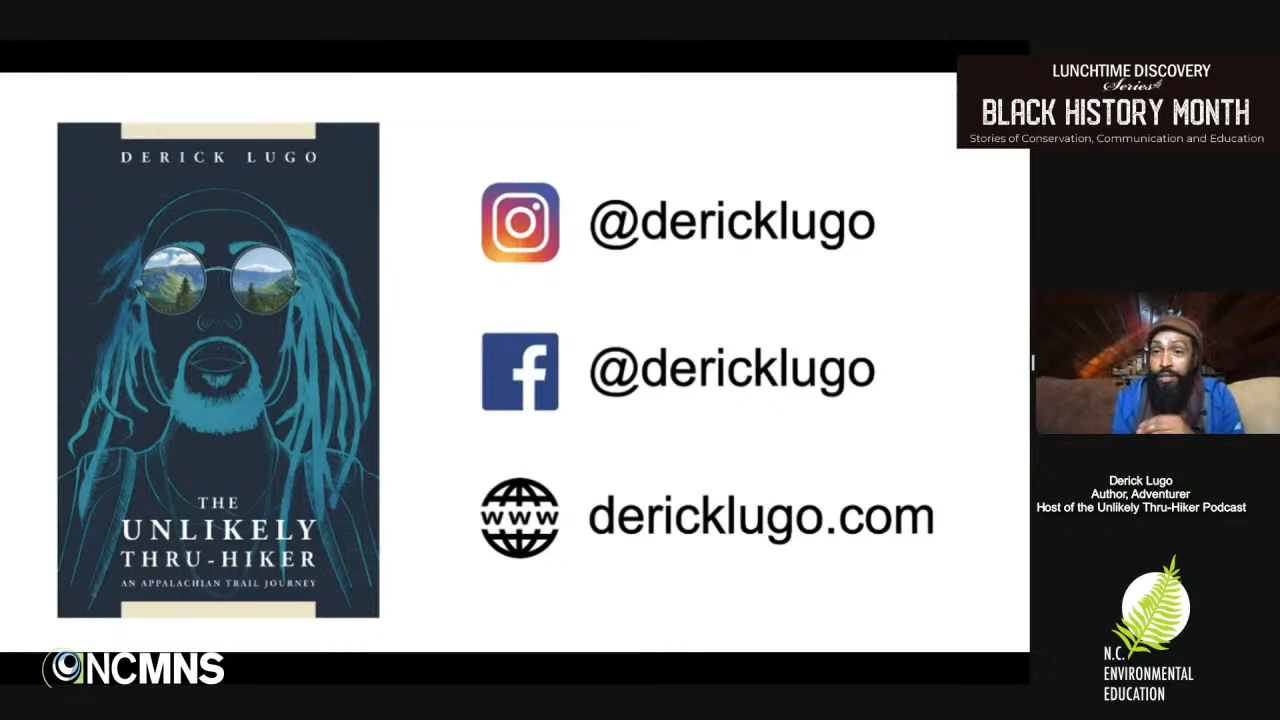 LUNCHTIME DISCOVERY
Series
BLACK HISTORY MONTH
Stories of Conservation, Communication and Education
DERICK LUGO
THE
UNLIKELY
THRU-HIKER
AN APPALACHIAN TRAIL JOURNEY
@dericklugo
@dericklugo
www
dericklugo.com
Derick Lugo
Author, Adventurer
Host of the Unlikely Thru-Hiker Podcast
NCMNS
N.C.
ENVIRONMENTAL
EDUCATION